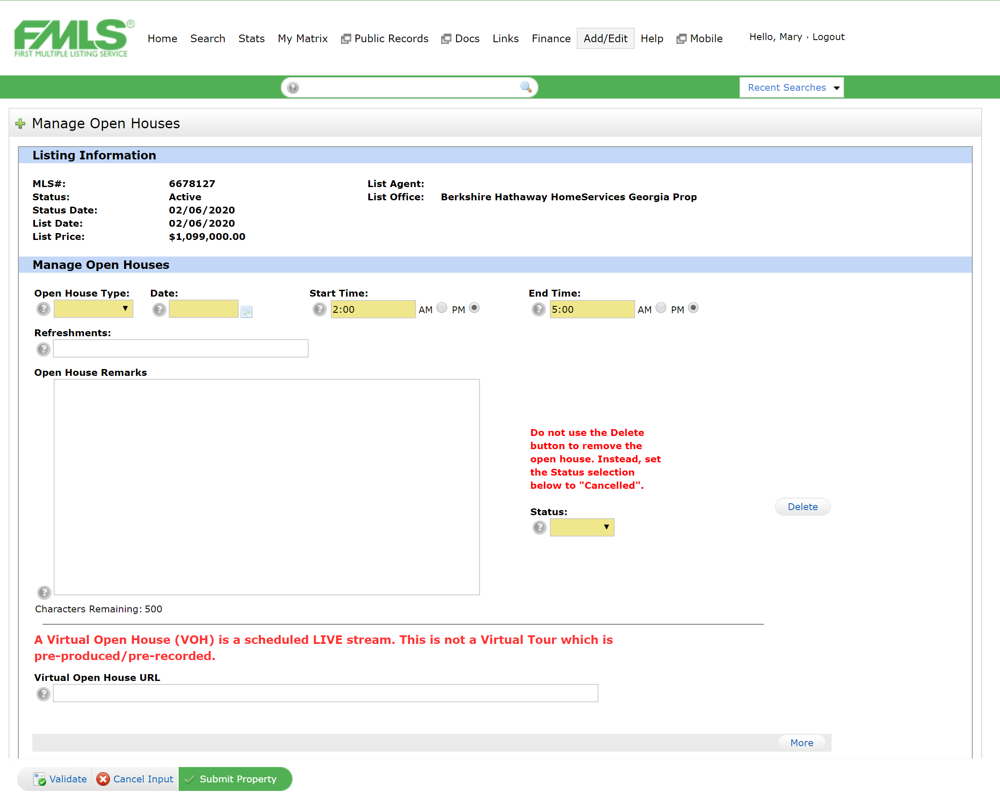 FMLS®
FIRST MULTIPLE LISTING SERVICE
Home Search Stats My Matrix Public Records Docs Links Finance Add/Edit Help Mobile Hello, Mary · Logout
Recent Searches
Manage Open Houses
Listing Information
MLS#: 6678127 List Agent:
Status: Active List Office: Berkshire Hathaway HomeServices Georgia Prop
Status Date: 02/06/2020
List Date: 02/06/2020
List Price: $1,099,000.00
Manage Open Houses
Open House Type: Date: Start Time: End Time:
2:00 AM PM 5:00 AM PM
Refreshments:
Open House Remarks
Do not use the Delete
button to remove the
open house. Instead, set
the Status selection
below to "Cancelled".
Delete
Status:
Characters Remaining: 500
A Virtual Open House (VOH) is a scheduled LIVE stream. This is not a Virtual Tour which is
pre-produced/pre-recorded.
Virtual Open House URL
More
Validate Cancel Input Submit Property